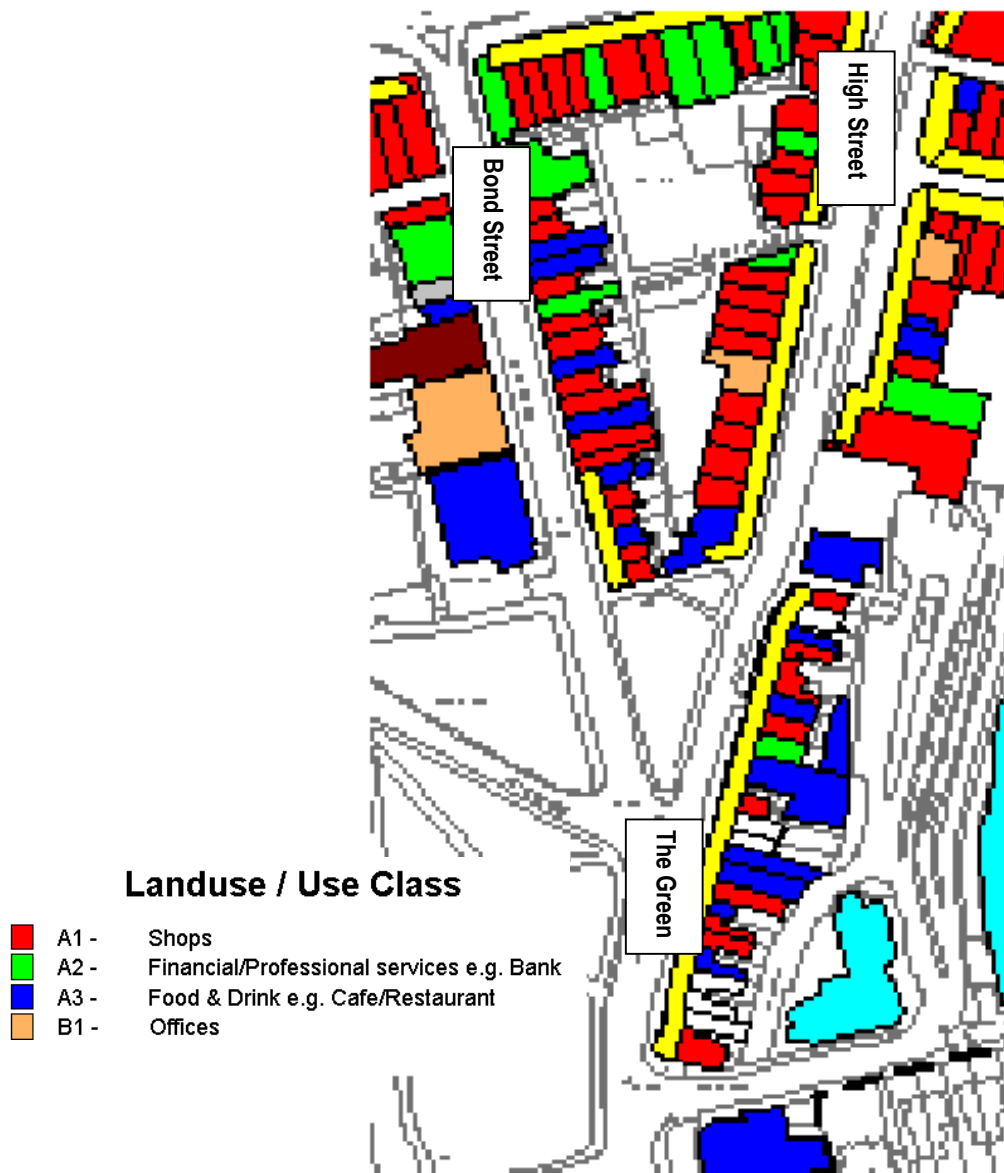 High Street
Bond Street
The Green
Landuse / Use Class
A1 - Shops
A2 - Financial/Professional services e.g. Bank
A3 - Food & Drink e.g. Cafe/Restaurant
B1 - Offices